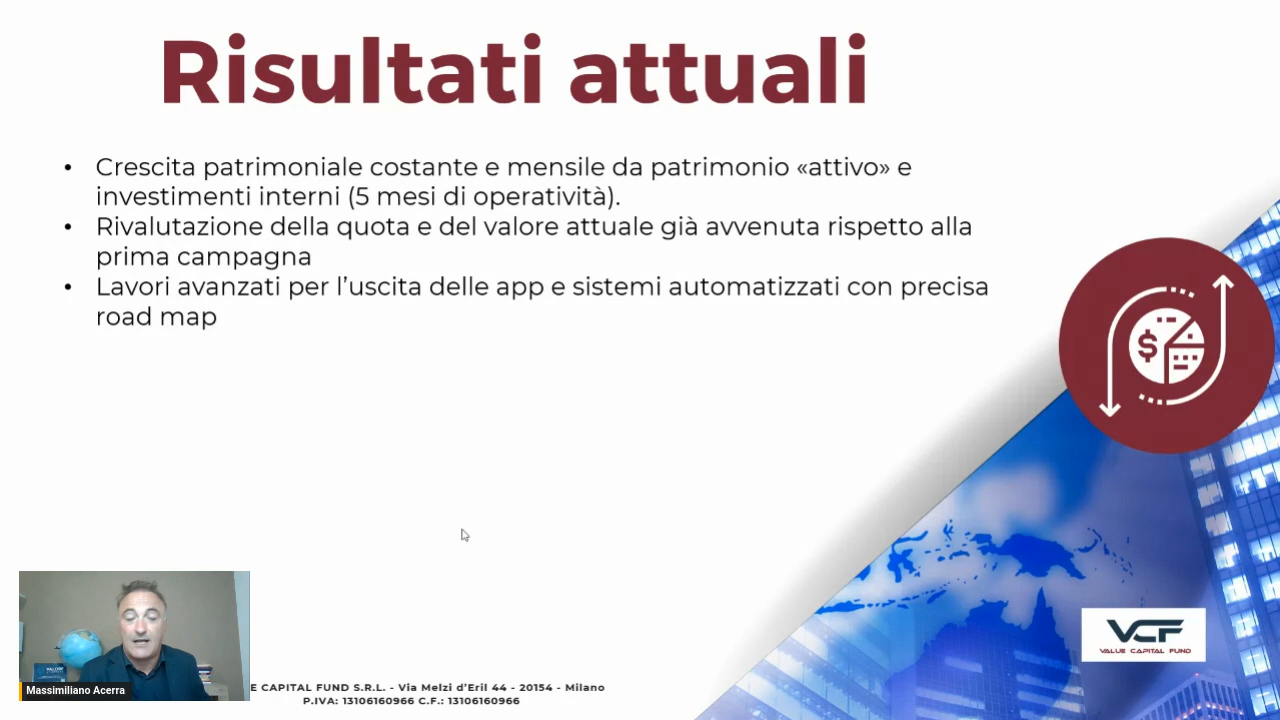 Risultati attuali
• Crescita patrimoniale costante e mensile da patrimonio «attivo» e
investimenti interni (5 mesi di operatività).
• Rivalutazione della quota e del valore attuale già avvenuta rispetto alla
prima campagna
• Lavori avanzati per l’uscita delle app e sistemi automatizzati con precisa
road map
$
VCF
VALUE CAPITAL FUND
VALORE
Massimiliano Acerra
E CAPITAL FUND S.R.L. - Via Melzi d’Eril 44 - 20154 - Milano
P.IVA: 13106160966 C.F.: 13106160966